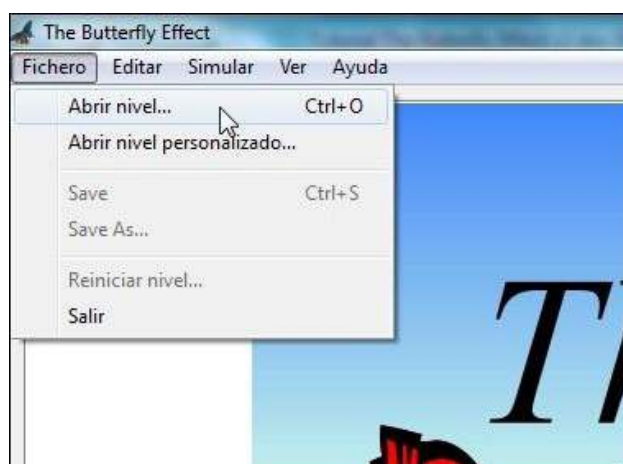 The Butterfly Effect
Fichero Editar Simular Ver Ayuda
Abrir nivel... Ctrl+O
Abrir nivel personalizado...
Save Ctrl+S
Save As...
Reiniciar nivel...
Salir